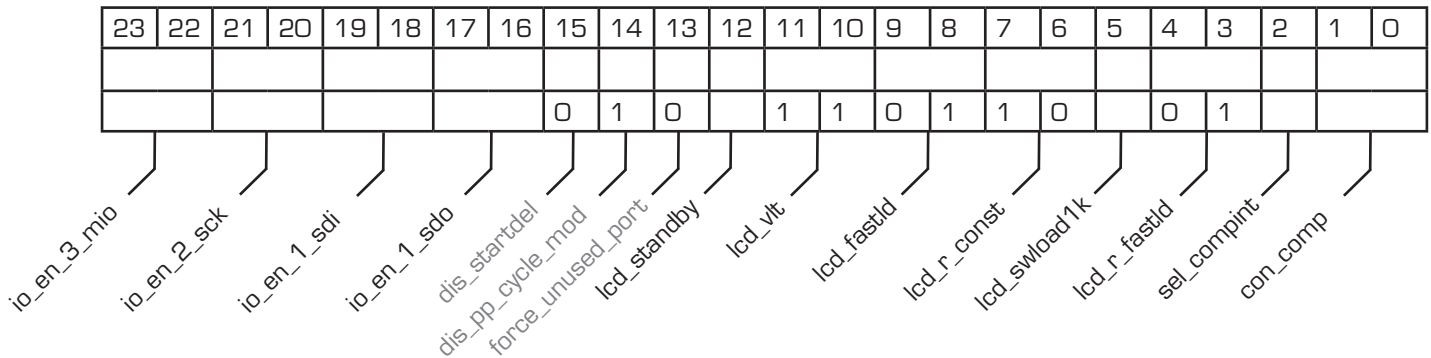 23 22 21 20 19 18 17 16 15 14 13 12 11 10 9 8 7 6 5 4 3 2 1 0
0 1 0 1 1 0 1 1 0 0 1
io_en_3_mio
io_en_2_sck
io_en_1_sdi
io_en_1_sdo
dis_startdel
dis_pp_cycle_mod
force_unused_port
lcd_standby
lcd_vlt
lcd_fastld
lcd_r_const
lcd_swload1k
lcd_r_fastld
sel_compint
con_comp